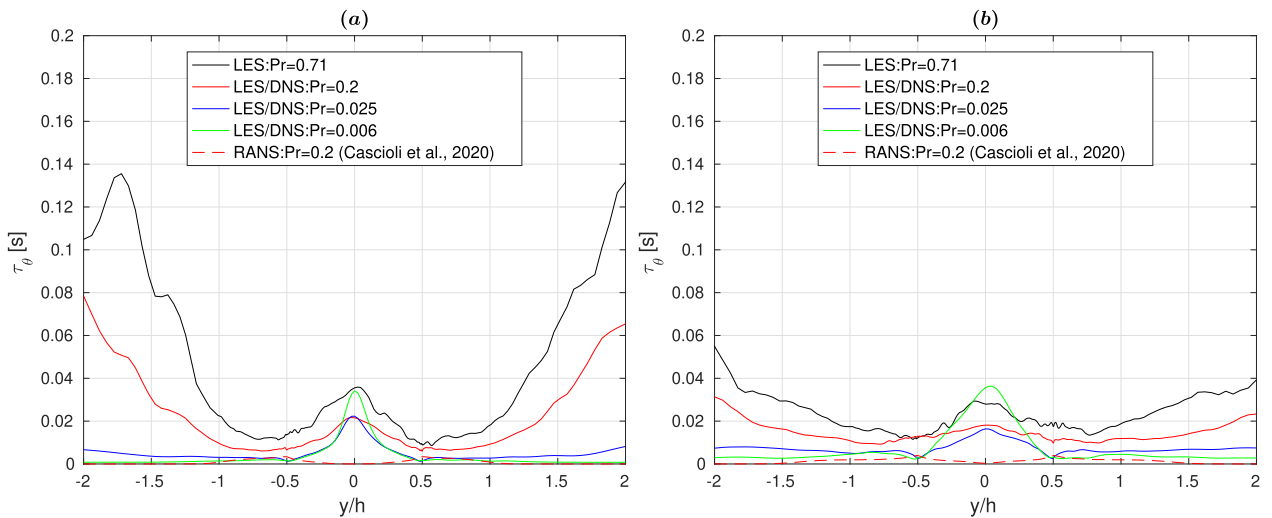 (a)
0.2
0.18
0.16
0.14
0.12
0.1
0.08
0.06
0.04
0.02
0
τθ [s]
LES:Pr=0.71
LES/DNS:Pr=0.2
LES/DNS:Pr=0.025
LES/DNS:Pr=0.006
RANS:Pr=0.2 (Cascioli et al., 2020)
-2 -1.5 -1 -0.5 0 0.5 1 1.5 2
y/h
(b)
0.2
0.18
0.16
0.14
0.12
0.1
0.08
0.06
0.04
0.02
0
τθ [s]
LES:Pr=0.71
LES/DNS:Pr=0.2
LES/DNS:Pr=0.025
LES/DNS:Pr=0.006
RANS:Pr=0.2 (Cascioli et al., 2020)
-2 -1.5 -1 -0.5 0 0.5 1 1.5 2
y/h